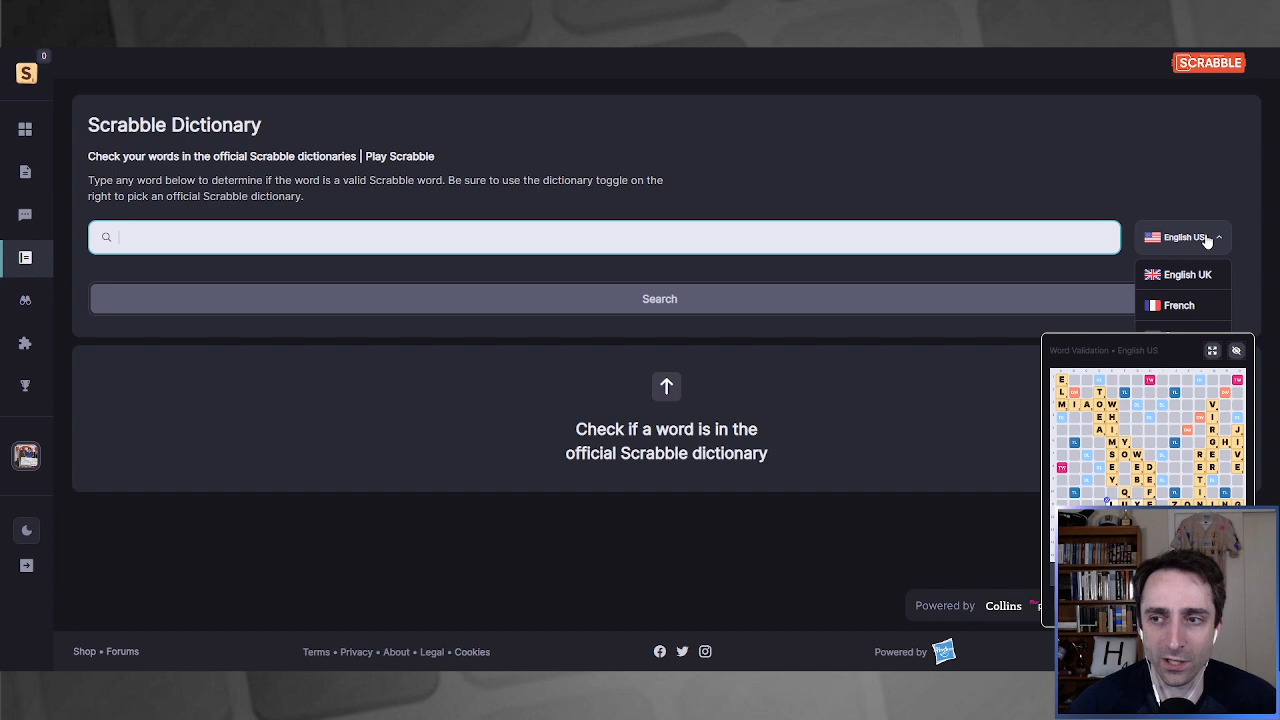 S
0
SCRABBLE
Scrabble Dictionary
Check your words in the official Scrabble dictionaries | Play Scrabble
Type any word below to determine if the word is a valid Scrabble word. Be sure to use the dictionary toggle on the
right to pick an official Scrabble dictionary.
English US
English UK
French
Search
Word Validation • English US
Check if a word is in the
official Scrabble dictionary
Powered by Collins
Shop • Forums
Terms • Privacy • About • Legal • Cookies
Powered by
H